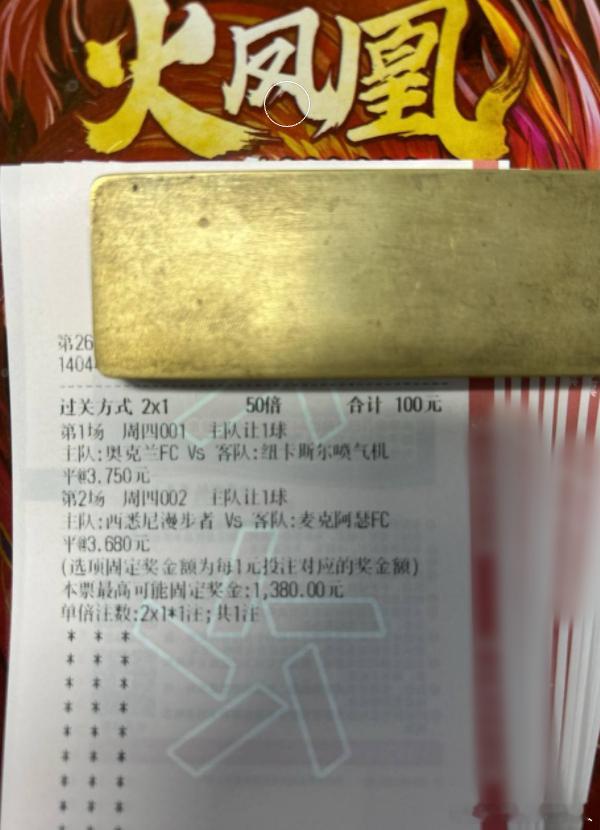 火凤凰
第26
1404
过关方式 2x1 50倍 合计 100元
第1场 周四001 主队让1球
主队:奥克兰FC Vs 客队:纽卡斯尔喷气机
平@3.750元
第2场 周四002 主队让1球
主队:西悉尼漫步者 Vs 客队:麦克阿瑟FC
平@3.680元
(选项固定奖金额为每1元投注对应的奖金额)
本票最高可能固定奖金:1,380.00元
单倍注数:2x1*1注;共1注
* * *
* * *
* * *
* * *
* * *
* * *
* * *
* * *